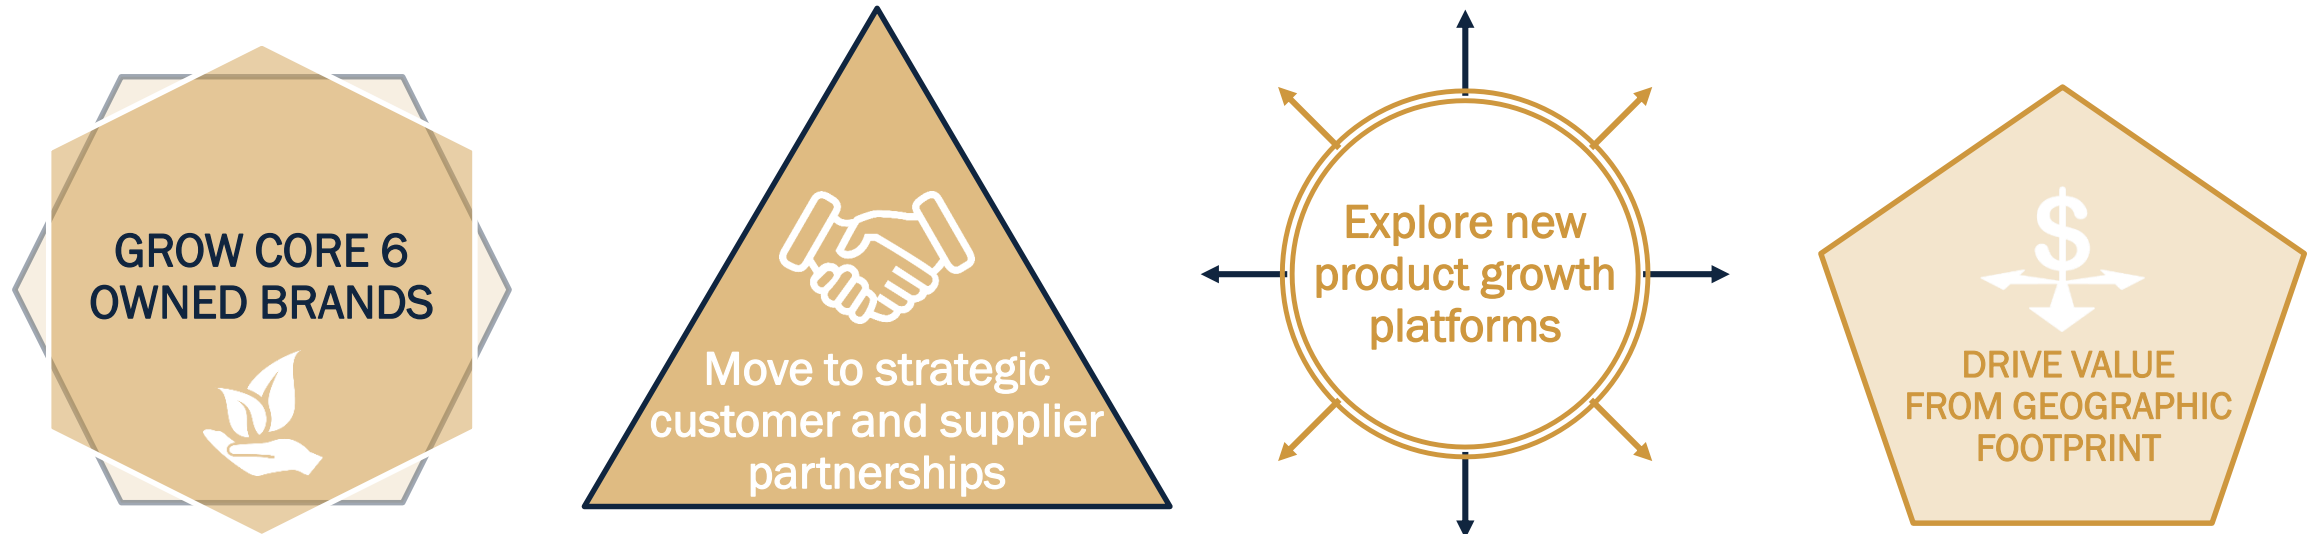 GROW CORE 6
OWNED BRANDS
Move to strategic
customer and supplier
partnerships
Explore new
product growth
platforms
$
DRIVE VALUE
FROM GEOGRAPHIC
FOOTPRINT